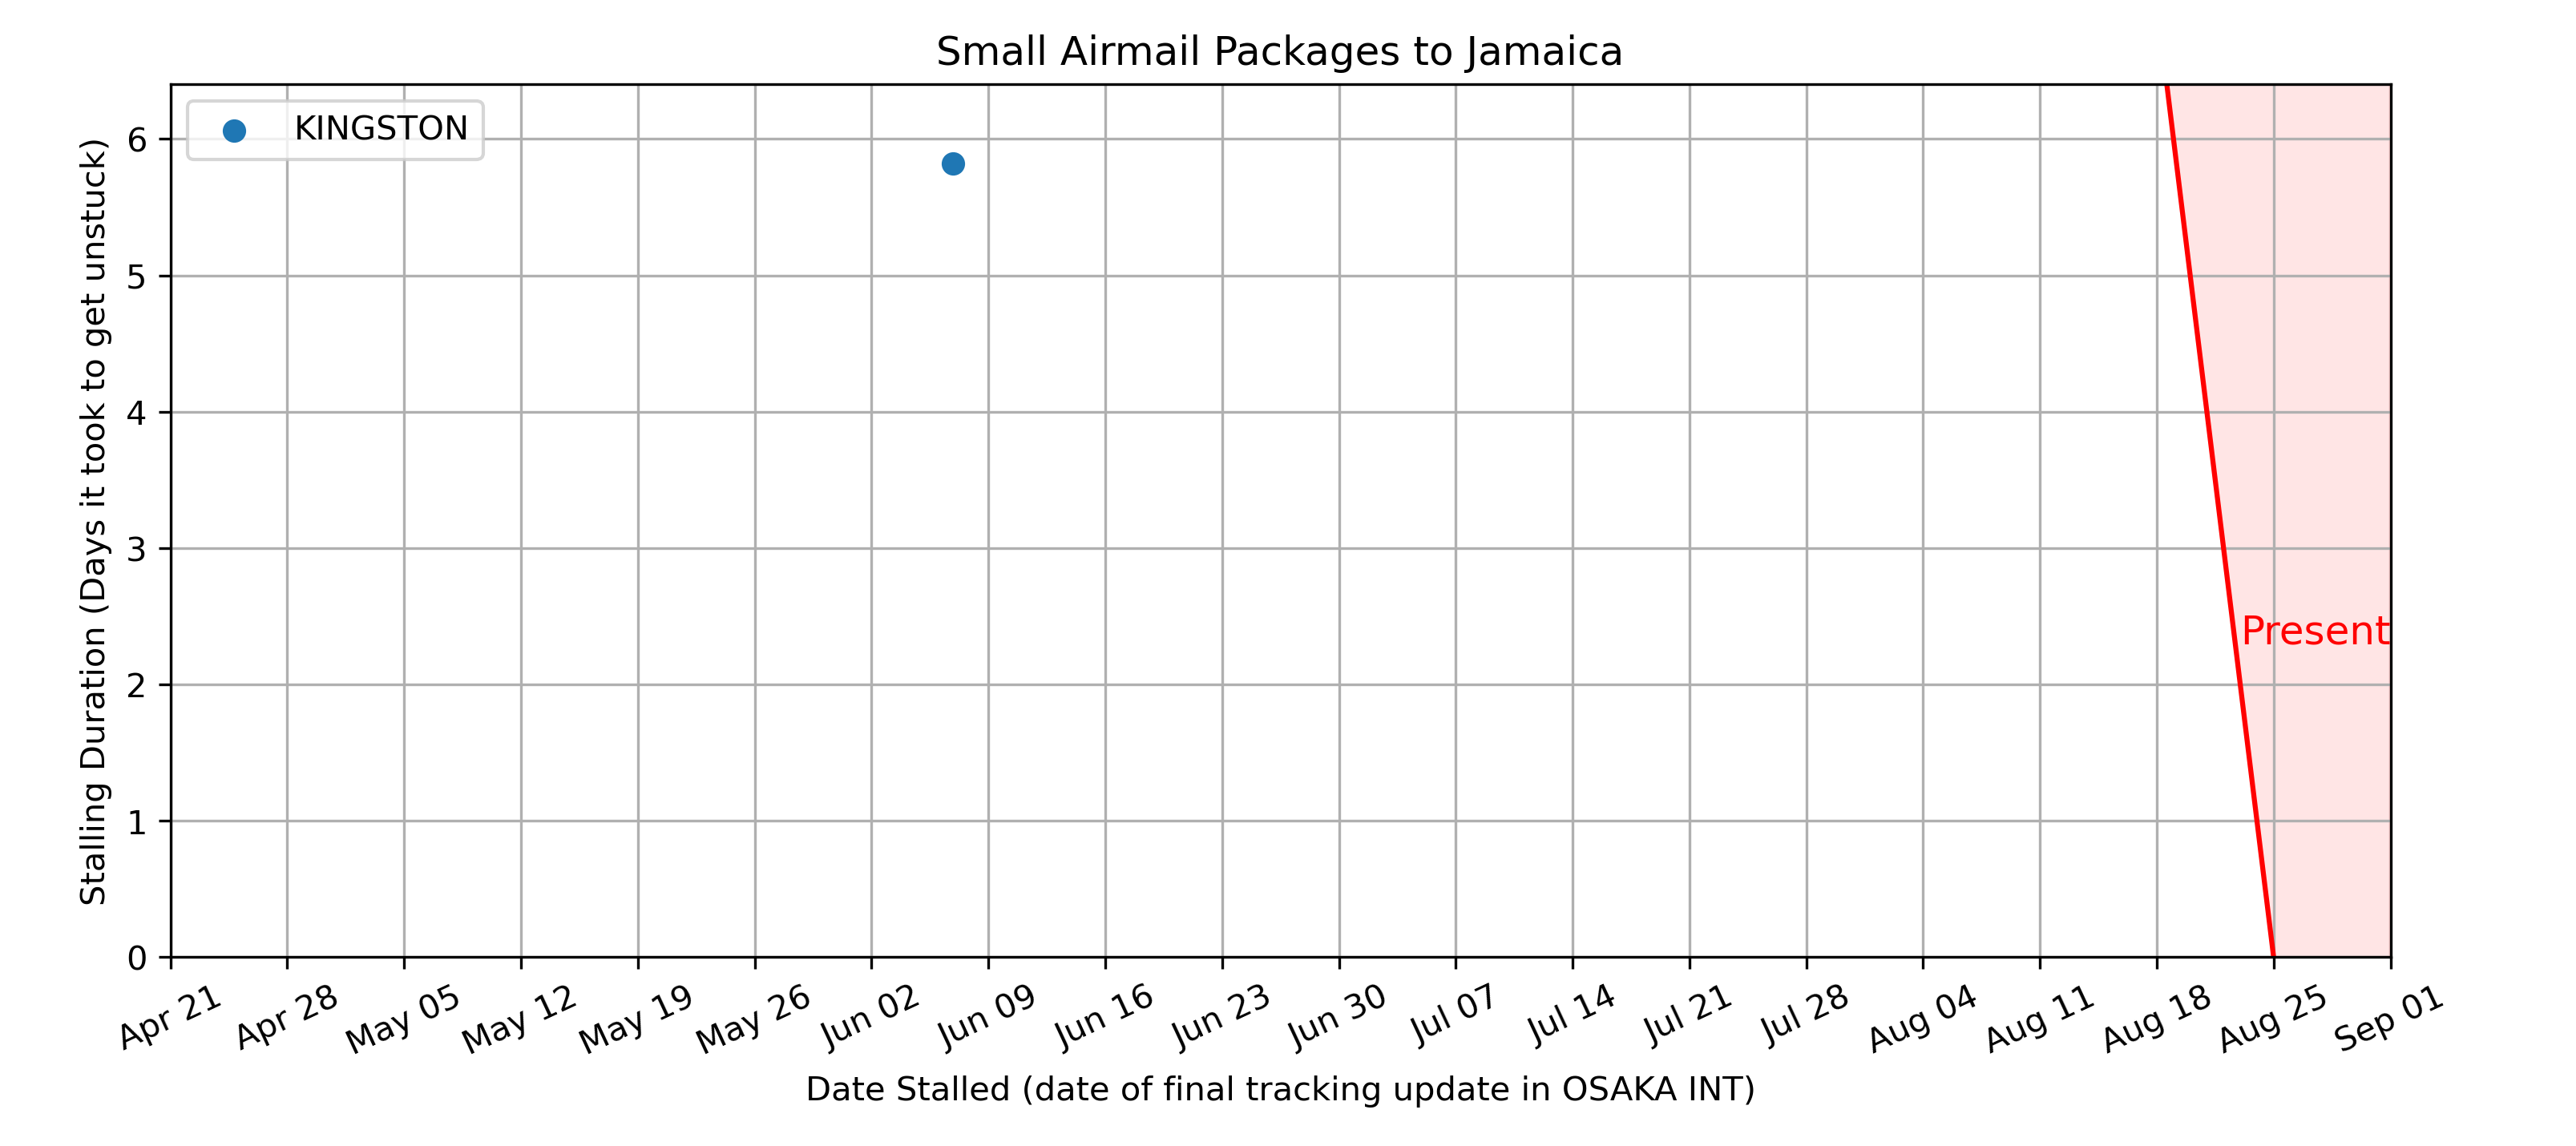 Small Airmail Packages to Jamaica
KINGSTON
Stalling Duration (Days it took to get unstuck)
6
5
4
3
2
1
0
Present
Apr 21
Apr 28
May 05
May 12
May 19
May 26
Jun 02
Jun 09
Jun 16
Jun 23
Jun 30
Jul 07
Jul 14
Jul 21
Jul 28
Aug 04
Aug 11
Aug 18
Aug 25
Sep 01
Date Stalled (date of final tracking update in OSAKA INT)